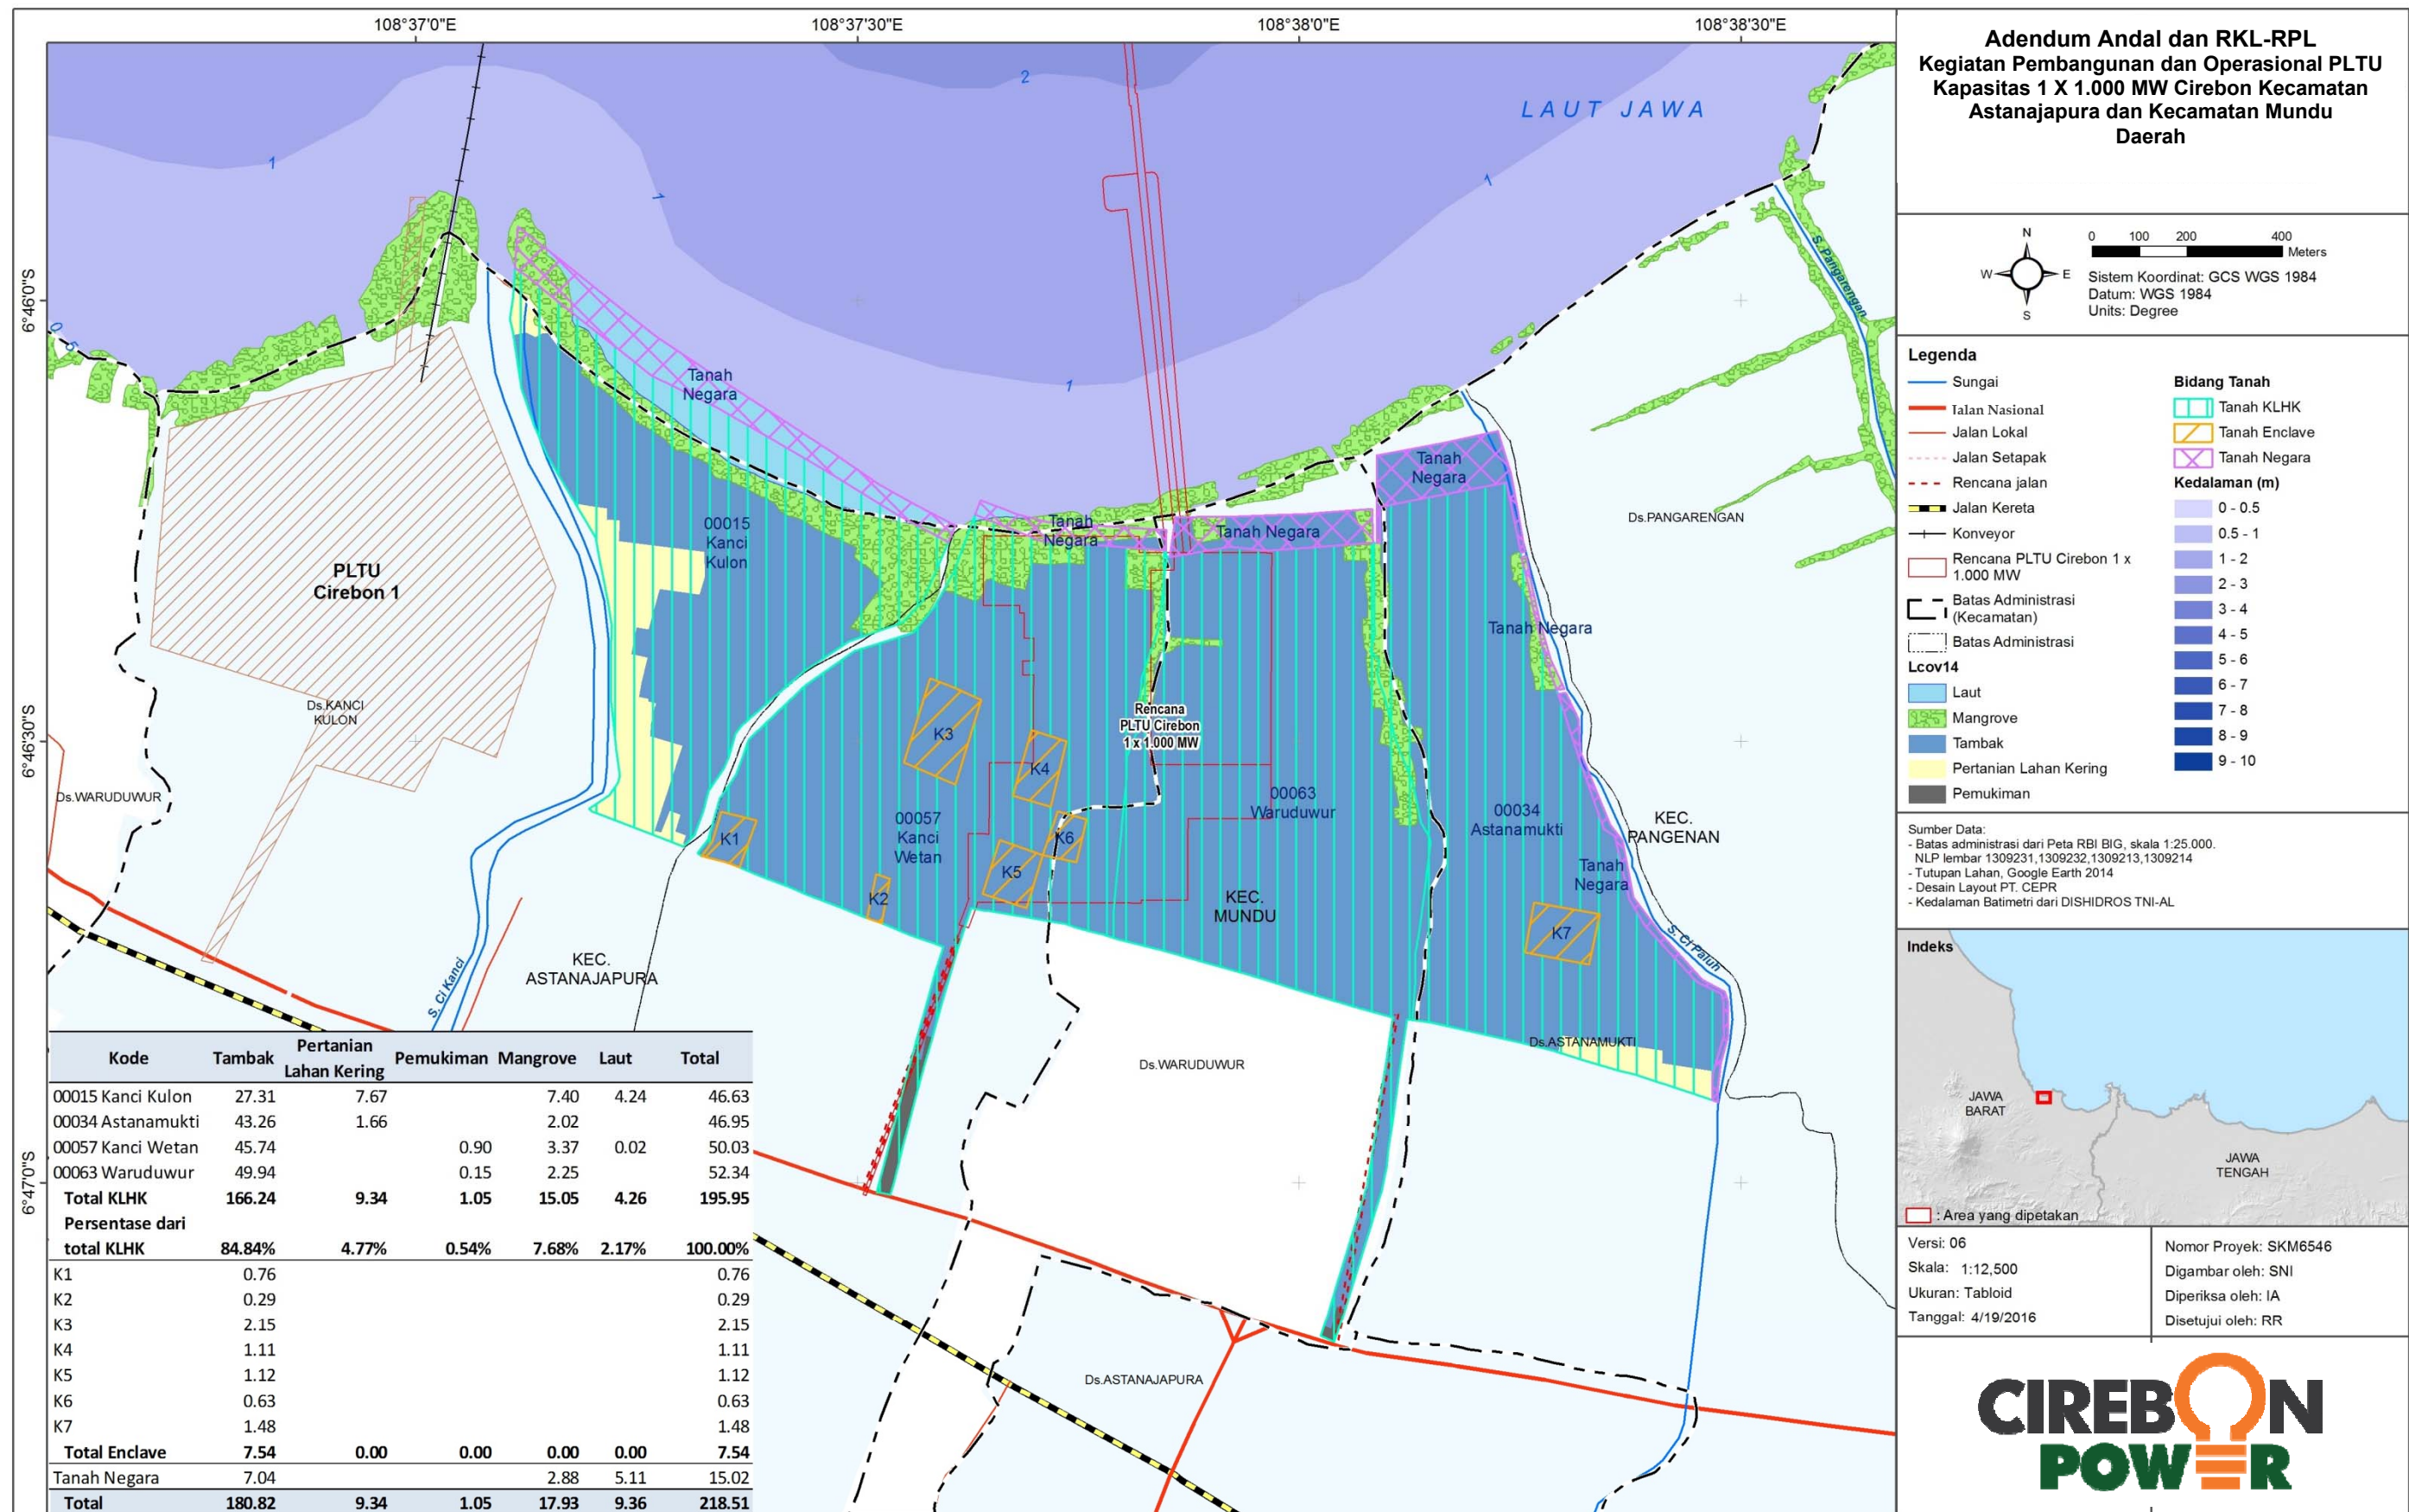 108°37'0"E
108°37'30"E
108°38'0"E
108°38'30"E
6°46'0"S
6°46'30"S
6°47'0"S
2
LAUT JAWA
1
1
1
1
0.5
S. Pangarengan
Tanah
Negara
Tanah
Negara
Tanah Negara
Tanah
Negara
Ds.PANGARENGAN
00015
Kanci
Kulon
PLTU
Cirebon 1
Tanah Negara
Ds.KANCI
KULON
Rencana
PLTU Cirebon
1 x 1.000 MW
K3
K4
Ds.WARUDUWUR
00057
Kanci
Wetan
00063
Waruduwur
00034
Astanamukti
KEC.
PANGENAN
K1
K6
K5
K2
Tanah
Negara
KEC.
MUNDU
K7
S. Ci Paluh
S. Ci Kanci
KEC.
ASTANAJAPURA
Ds.ASTANAMUKTI
Ds.WARUDUWUR
Ds.ASTANAJAPURA
Kode Tambak Pertanian Lahan Kering Pemukiman Mangrove Laut Total
00015 Kanci Kulon 27.31 7.67 7.40 4.24 46.63
00034 Astanamukti 43.26 1.66 2.02 46.95
00057 Kanci Wetan 45.74 0.90 3.37 0.02 50.03
00063 Waruduwur 49.94 0.15 2.25 52.34
Total KLHK 166.24 9.34 1.05 15.05 4.26 195.95
Persentase dari
total KLHK 84.84% 4.77% 0.54% 7.68% 2.17% 100.00%
K1 0.76 0.76
K2 0.29 0.29
K3 2.15 2.15
K4 1.11 1.11
K5 1.12 1.12
K6 0.63 0.63
K7 1.48 1.48
Total Enclave 7.54 0.00 0.00 0.00 0.00 7.54
Tanah Negara 7.04 2.88 5.11 15.02
Total 180.82 9.34 1.05 17.93 9.36 218.51
Adendum Andal dan RKL-RPL
Kegiatan Pembangunan dan Operasional PLTU
Kapasitas 1 X 1.000 MW Cirebon Kecamatan
Astanajapura dan Kecamatan Mundu
Daerah
N
W E
S
0 100 200 400
Meters
Sistem Koordinat: GCS WGS 1984
Datum: WGS 1984
Units: Degree
Legenda
Sungai
Jalan Nasional
Jalan Lokal
Jalan Setapak
Rencana jalan
Jalan Kereta
Konveyor
Rencana PLTU Cirebon 1 x
1.000 MW
Batas Administrasi
(Kecamatan)
Batas Administrasi
Lcov14
Laut
Mangrove
Tambak
Pertanian Lahan Kering
Pemukiman
Bidang Tanah
Tanah KLHK
Tanah Enclave
Tanah Negara
Kedalaman (m)
0 - 0.5
0.5 - 1
1 - 2
2 - 3
3 - 4
4 - 5
5 - 6
6 - 7
7 - 8
8 - 9
9 - 10
Sumber Data:
- Batas administrasi dari Peta RBI BIG, skala 1:25.000.
NLP lembar 1309231,1309232,1309213,1309214
- Tutupan Lahan, Google Earth 2014
- Desain Layout PT. CEPR
- Kedalaman Batimetri dari DISHIDROS TNI-AL
Indeks
JAWA
BARAT
JAWA
TENGAH
: Area yang dipetakan
Versi: 06
Skala: 1:12,500
Ukuran: Tabloid
Tanggal: 4/19/2016
Nomor Proyek: SKM6546
Digambar oleh: SNI
Diperiksa oleh: IA
Disetujui oleh: RR
CIREBON
POWER